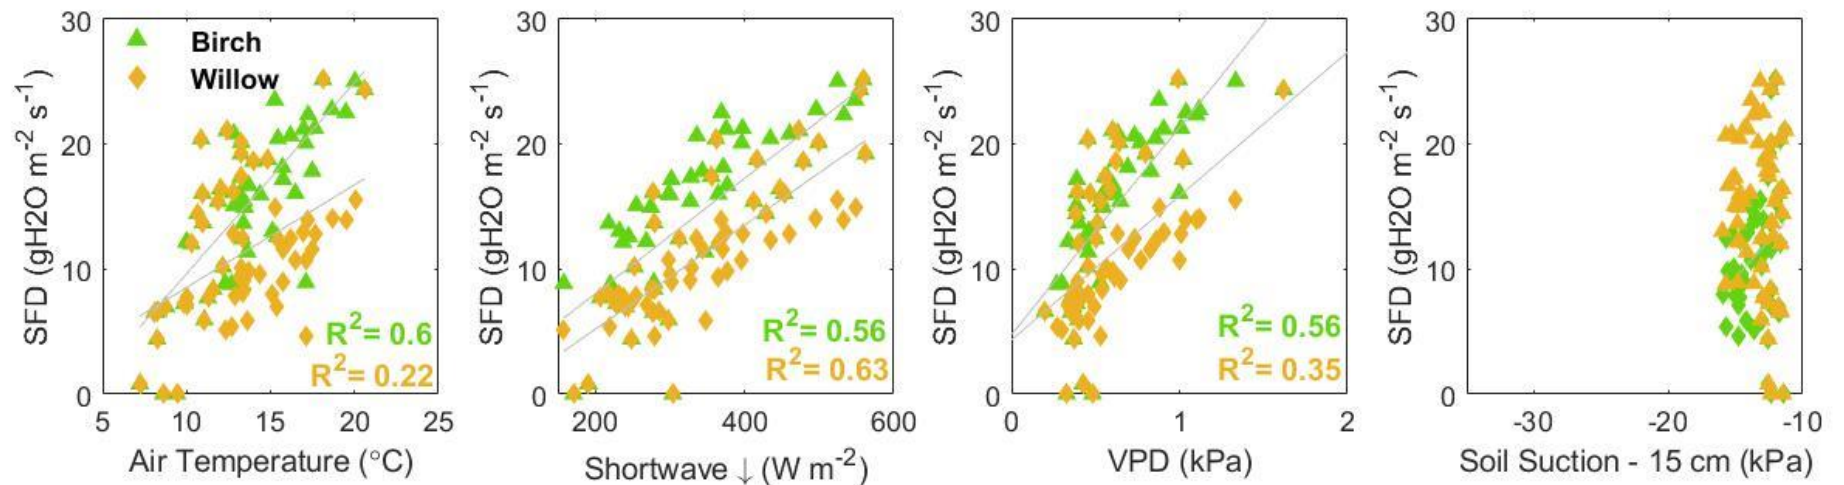 SFD (gH2O m⁻² s⁻¹)
30
20
10
0
5
10
15
20
25
Air Temperature (°C)
Birch
Willow
R²= 0.6
R²= 0.22
SFD (gH2O m⁻² s⁻¹)
30
20
10
0
200
400
600
Shortwave ↓ (W m⁻²)
R²= 0.56
R²= 0.63
SFD (gH2O m⁻² s⁻¹)
30
20
10
0
0
1
2
VPD (kPa)
R²= 0.56
R²= 0.35
SFD (gH2O m⁻² s⁻¹)
30
20
10
0
-30
-20
-10
Soil Suction - 15 cm (kPa)